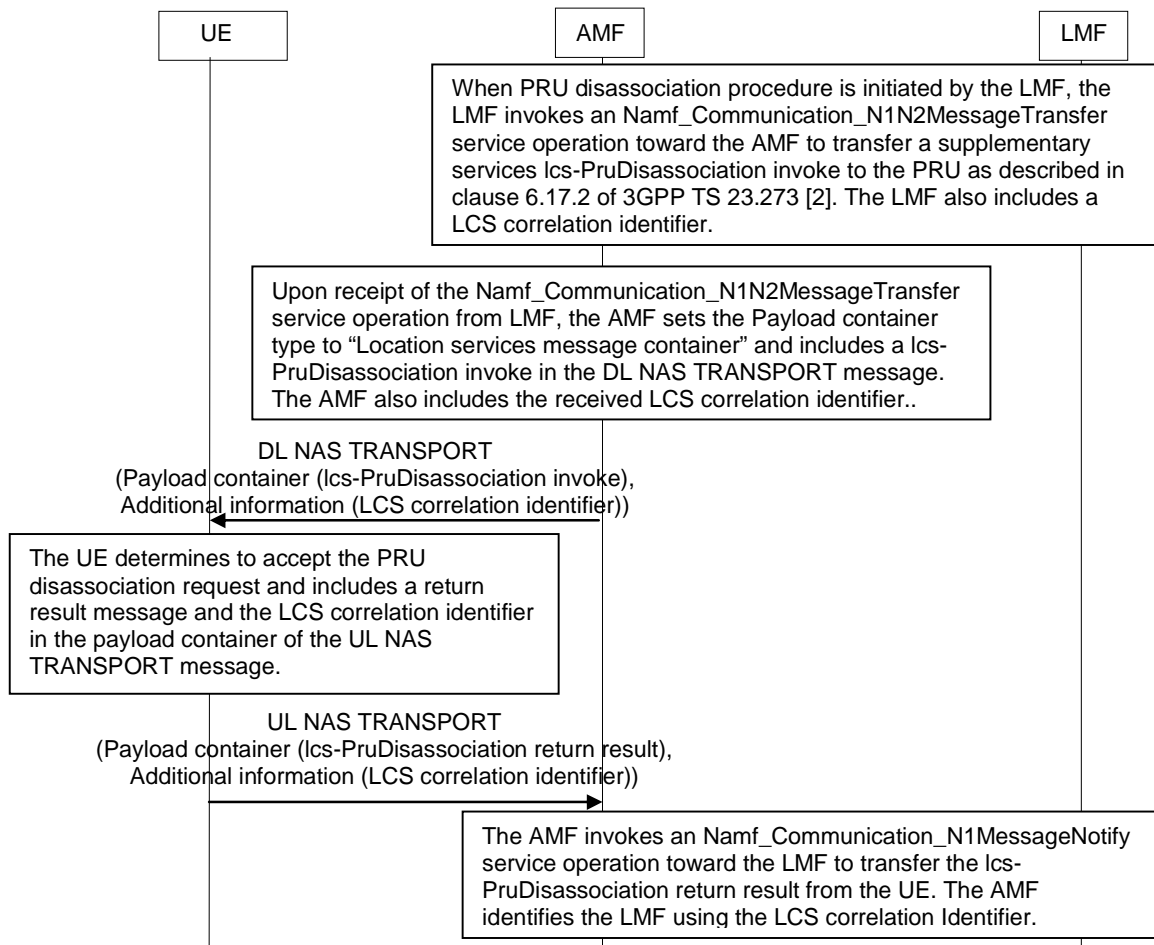 UE
AMF
LMF
When PRU disassociation procedure is initiated by the LMF, the
LMF invokes an Namf_Communication_N1N2MessageTransfer
service operation toward the AMF to transfer a supplementary
services lcs-PruDisassociation invoke to the PRU as described in
clause 6.17.2 of 3GPP TS 23.273 [2]. The LMF also includes a
LCS correlation identifier.
Upon receipt of the Namf_Communication_N1N2MessageTransfer
service operation from LMF, the AMF sets the Payload container
type to “Location services message container” and includes a lcs-
PruDisassociation invoke in the DL NAS TRANSPORT message.
The AMF also includes the received LCS correlation identifier..
DL NAS TRANSPORT
(Payload container (lcs-PruDisassociation invoke),
Additional information (LCS correlation identifier))
The UE determines to accept the PRU
disassociation request and includes a return
result message and the LCS correlation identifier
in the payload container of the UL NAS
TRANSPORT message.
UL NAS TRANSPORT
(Payload container (lcs-PruDisassociation return result),
Additional information (LCS correlation identifier))
The AMF invokes an Namf_Communication_N1MessageNotify
service operation toward the LMF to transfer the lcs-
PruDisassociation return result from the UE. The AMF
identifies the LMF using the LCS correlation Identifier.